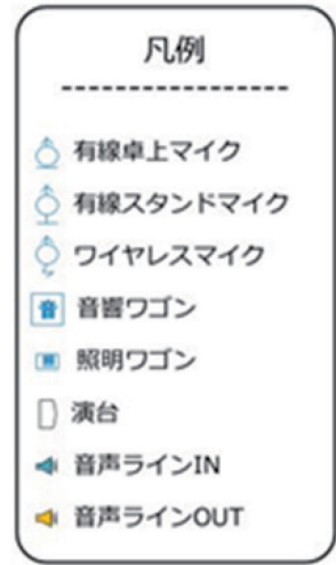 凡例
有線卓上マイク
有線スタンドマイク
ワイヤレスマイク
音 音響ワゴン
照明ワゴン
演台
音声ラインIN
音声ラインOUT